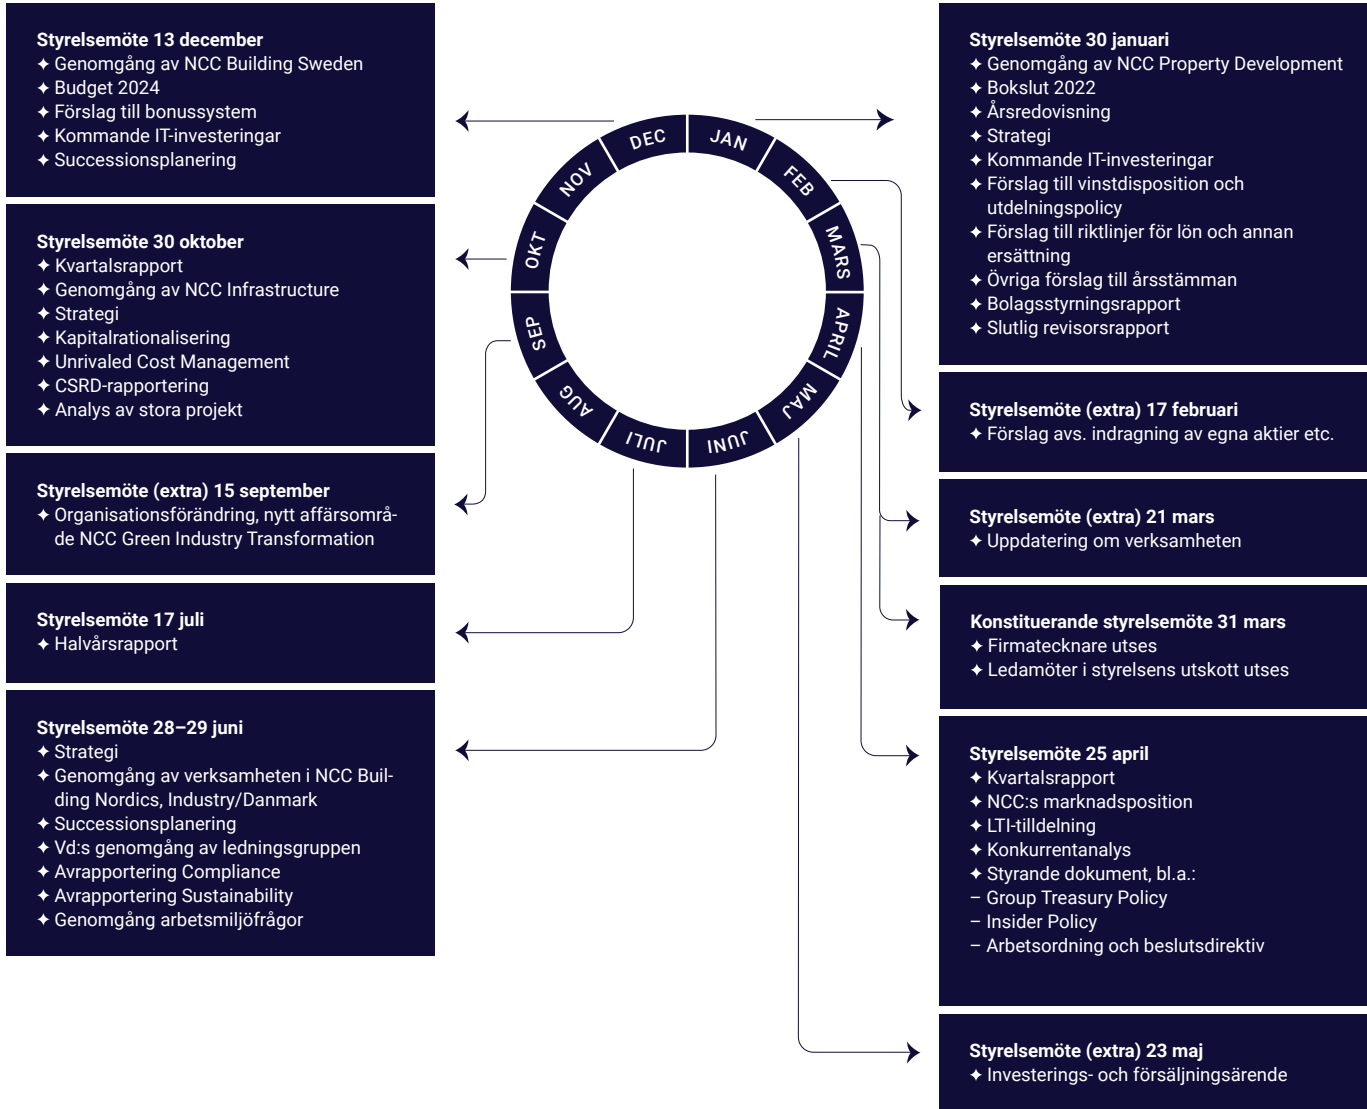 Styrelsemöte 13 december
✦ Genomgång av NCC Building Sweden
✦ Budget 2024
✦ Förslag till bonussystem
✦ Kommande IT-investeringar
✦ Successionsplanering
Styrelsemöte 30 oktober
✦ Kvartalsrapport
✦ Genomgång av NCC Infrastructure
✦ Strategi
✦ Kapitalrationalisering
✦ Unrivaled Cost Management
✦ CSRD-rapportering
✦ Analys av stora projekt
Styrelsemöte (extra) 15 september
✦ Organisationsförändring, nytt affärsområ-
de NCC Green Industry Transformation
Styrelsemöte 17 juli
✦ Halvårsrapport
Styrelsemöte 28–29 juni
✦ Strategi
✦ Genomgång av verksamheten i NCC Buil-
ding Nordics, Industry/Danmark
✦ Successionsplanering
✦ Vd:s genomgång av ledningsgruppen
✦ Avrapportering Compliance
✦ Avrapportering Sustainability
✦ Genomgång arbetsmiljöfrågor
JAN
FEB
MARS
APRIL
MAJ
JUNI
JULI
AUG
SEP
OKT
NOV
DEC
Styrelsemöte 30 januari
✦ Genomgång av NCC Property Development
✦ Bokslut 2022
✦ Årsredovisning
✦ Strategi
✦ Kommande IT-investeringar
✦ Förslag till vinstdisposition och
utdelningspolicy
✦ Förslag till riktlinjer för lön och annan
ersättning
✦ Övriga förslag till årsstämman
✦ Bolagsstyrningsrapport
✦ Slutlig revisorsrapport
Styrelsemöte (extra) 17 februari
✦ Förslag avs. indragning av egna aktier etc.
Styrelsemöte (extra) 21 mars
✦ Uppdatering om verksamheten
Konstituerande styrelsemöte 31 mars
✦ Firmatecknare utses
✦ Ledamöter i styrelsens utskott utses
Styrelsemöte 25 april
✦ Kvartalsrapport
✦ NCC:s marknadsposition
✦ LTI-tilldelning
✦ Konkurrentanalys
✦ Styrande dokument, bl.a.:
– Group Treasury Policy
– Insider Policy
– Arbetsordning och beslutsdirektiv
Styrelsemöte (extra) 23 maj
✦ Investerings- och försäljningsärende